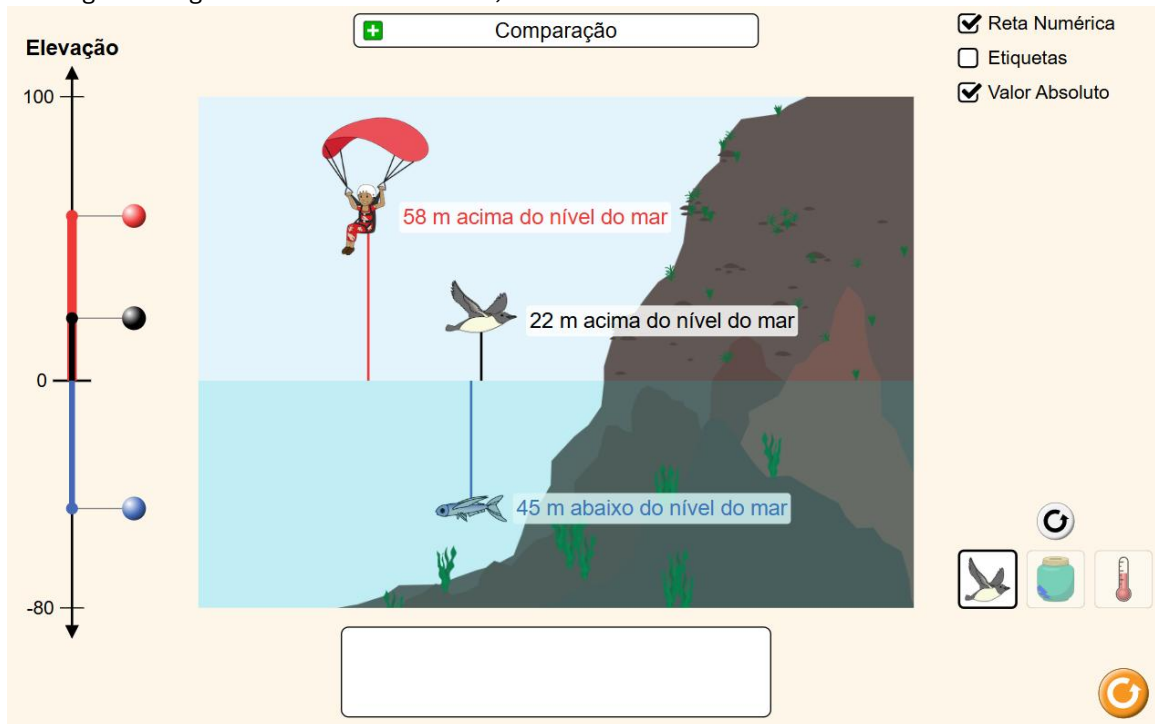 Comparação
Reta Numérica
Etiquetas
Valor Absoluto
Elevação
100
58 m acima do nível do mar
22 m acima do nível do mar
0
45 m abaixo do nível do mar
-80